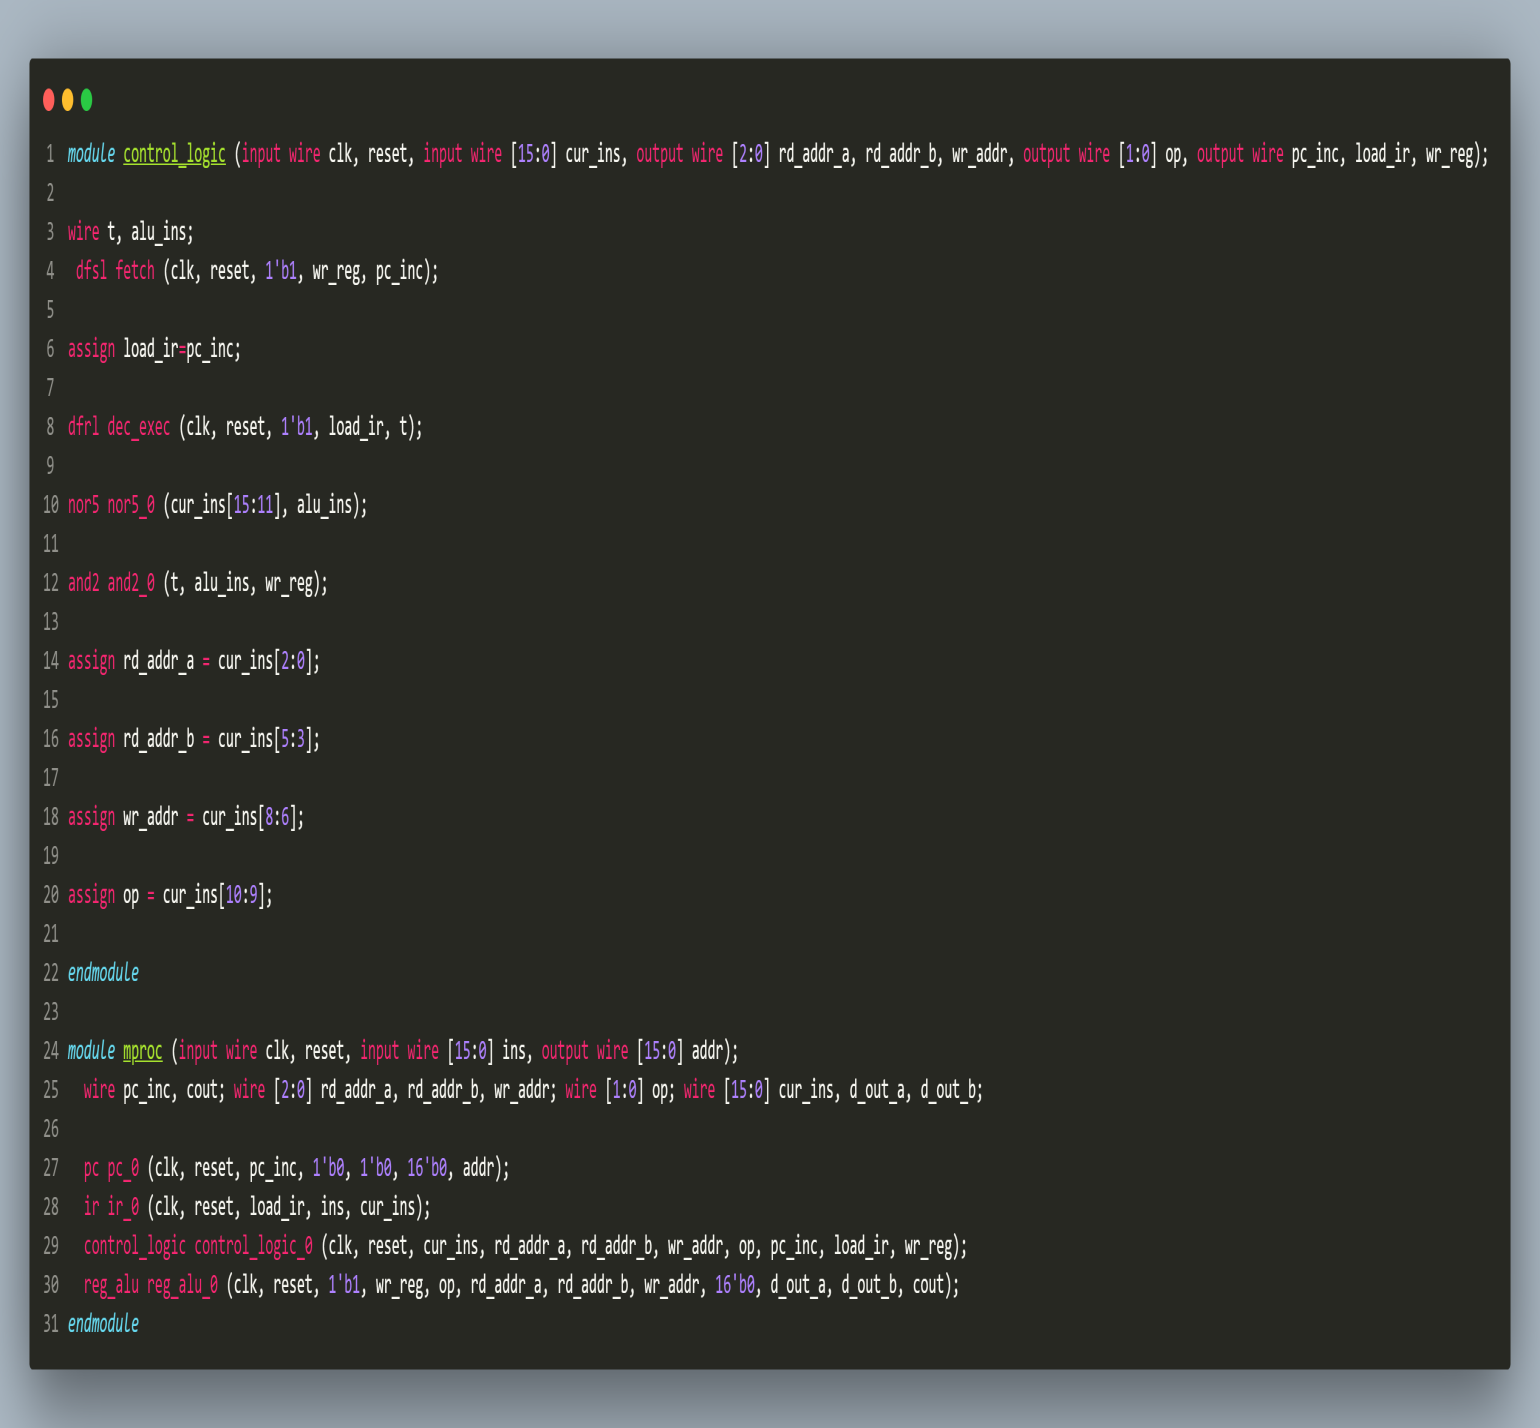 1 module control_logic (input wire clk, reset, input wire [15:0] cur_ins, output wire [2:0] rd_addr_a, rd_addr_b, wr_addr, output wire [1:0] op, output wire pc_inc, load_ir, wr_reg);
2
3 wire t, alu_ins;
4  dfsl fetch (clk, reset, 1'b1, wr_reg, pc_inc);
5
6 assign load_ir=pc_inc;
7
8 dfrl dec_exec (clk, reset, 1'b1, load_ir, t);
9
10 nor5 nor5_0 (cur_ins[15:11], alu_ins);
11
12 and2 and2_0 (t, alu_ins, wr_reg);
13
14 assign rd_addr_a = cur_ins[2:0];
15
16 assign rd_addr_b = cur_ins[5:3];
17
18 assign wr_addr = cur_ins[8:6];
19
20 assign op = cur_ins[10:9];
21
22 endmodule
23
24 module mproc (input wire clk, reset, input wire [15:0] ins, output wire [15:0] addr);
25   wire pc_inc, cout; wire [2:0] rd_addr_a, rd_addr_b, wr_addr; wire [1:0] op; wire [15:0] cur_ins, d_out_a, d_out_b;
26
27   pc pc_0 (clk, reset, pc_inc, 1'b0, 1'b0, 16'b0, addr);
28   ir ir_0 (clk, reset, load_ir, ins, cur_ins);
29   control_logic control_logic_0 (clk, reset, cur_ins, rd_addr_a, rd_addr_b, wr_addr, op, pc_inc, load_ir, wr_reg);
30   reg_alu reg_alu_0 (clk, reset, 1'b1, wr_reg, op, rd_addr_a, rd_addr_b, wr_addr, 16'b0, d_out_a, d_out_b, cout);
31 endmodule